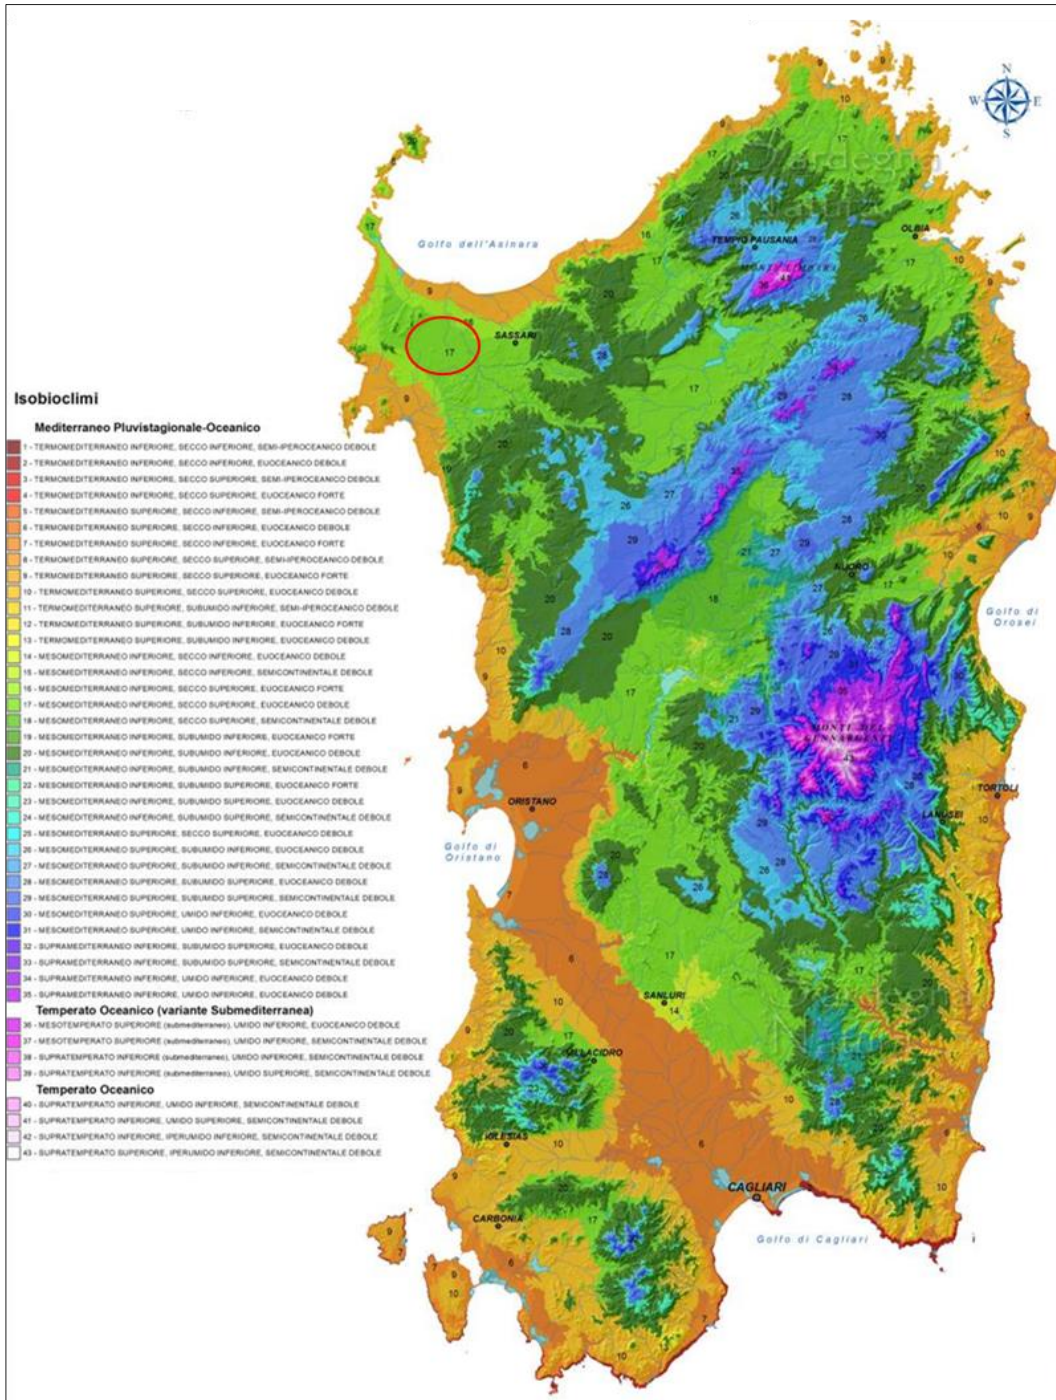 N
W E
S
Golfo dell'Asinara
TEMPIO PAUSANIA
OLBIA
SASSARI
NUORO
Golfo di
Orosei
ORISTANO
Golfo di
Oristano
TORTOLI
LANUSEI
SANLURI
VILLACIDRO
IGLESIAS
CAGLIARI
CARBONIA
Golfo di Cagliari
Isobioclimi
Mediterraneo Pluvistagionale-Oceanico
1 - TERMOMEDITERRANEO INFERIORE, SECCO INFERIORE, SEMI-IPEROCEANICO DEBOLE
2 - TERMOMEDITERRANEO INFERIORE, SECCO INFERIORE, EUOCEANICO DEBOLE
3 - TERMOMEDITERRANEO INFERIORE, SECCO SUPERIORE, SEMI-IPEROCEANICO DEBOLE
4 - TERMOMEDITERRANEO INFERIORE, SECCO SUPERIORE, EUOCEANICO FORTE
5 - TERMOMEDITERRANEO SUPERIORE, SECCO INFERIORE, SEMI-IPEROCEANICO DEBOLE
6 - TERMOMEDITERRANEO SUPERIORE, SECCO INFERIORE, EUOCEANICO DEBOLE
7 - TERMOMEDITERRANEO SUPERIORE, SECCO INFERIORE, EUOCEANICO FORTE
8 - TERMOMEDITERRANEO SUPERIORE, SECCO SUPERIORE, SEMI-IPEROCEANICO DEBOLE
9 - TERMOMEDITERRANEO SUPERIORE, SECCO SUPERIORE, EUOCEANICO FORTE
10 - TERMOMEDITERRANEO SUPERIORE, SECCO SUPERIORE, EUOCEANICO DEBOLE
11 - TERMOMEDITERRANEO SUPERIORE, SUBUMIDO INFERIORE, SEMI-IPEROCEANICO DEBOLE
12 - TERMOMEDITERRANEO SUPERIORE, SUBUMIDO INFERIORE, EUOCEANICO FORTE
13 - TERMOMEDITERRANEO SUPERIORE, SUBUMIDO INFERIORE, EUOCEANICO DEBOLE
14 - MESOMEDITERRANEO INFERIORE, SECCO INFERIORE, EUOCEANICO DEBOLE
15 - MESOMEDITERRANEO INFERIORE, SECCO INFERIORE, SEMICONTINENTALE DEBOLE
16 - MESOMEDITERRANEO INFERIORE, SECCO SUPERIORE, EUOCEANICO FORTE
17 - MESOMEDITERRANEO INFERIORE, SECCO SUPERIORE, EUOCEANICO DEBOLE
18 - MESOMEDITERRANEO INFERIORE, SECCO SUPERIORE, SEMICONTINENTALE DEBOLE
19 - MESOMEDITERRANEO INFERIORE, SUBUMIDO INFERIORE, EUOCEANICO FORTE
20 - MESOMEDITERRANEO INFERIORE, SUBUMIDO INFERIORE, EUOCEANICO DEBOLE
21 - MESOMEDITERRANEO INFERIORE, SUBUMIDO INFERIORE, SEMICONTINENTALE DEBOLE
22 - MESOMEDITERRANEO INFERIORE, SUBUMIDO SUPERIORE, EUOCEANICO FORTE
23 - MESOMEDITERRANEO INFERIORE, SUBUMIDO SUPERIORE, EUOCEANICO DEBOLE
24 - MESOMEDITERRANEO INFERIORE, SUBUMIDO SUPERIORE, SEMICONTINENTALE DEBOLE
25 - MESOMEDITERRANEO SUPERIORE, SECCO SUPERIORE, EUOCEANICO DEBOLE
26 - MESOMEDITERRANEO SUPERIORE, SUBUMIDO INFERIORE, EUOCEANICO DEBOLE
27 - MESOMEDITERRANEO SUPERIORE, SUBUMIDO INFERIORE, SEMICONTINENTALE DEBOLE
28 - MESOMEDITERRANEO SUPERIORE, SUBUMIDO SUPERIORE, EUOCEANICO DEBOLE
29 - MESOMEDITERRANEO SUPERIORE, SUBUMIDO SUPERIORE, SEMICONTINENTALE DEBOLE
30 - MESOMEDITERRANEO SUPERIORE, UMIDO INFERIORE, EUOCEANICO DEBOLE
31 - MESOMEDITERRANEO SUPERIORE, UMIDO INFERIORE, SEMICONTINENTALE DEBOLE
32 - SUPRAMEDITERRANEO INFERIORE, SUBUMIDO SUPERIORE, EUOCEANICO DEBOLE
33 - SUPRAMEDITERRANEO INFERIORE, SUBUMIDO SUPERIORE, SEMICONTINENTALE DEBOLE
34 - SUPRAMEDITERRANEO INFERIORE, UMIDO INFERIORE, EUOCEANICO DEBOLE
35 - SUPRAMEDITERRANEO INFERIORE, UMIDO INFERIORE, EUOCEANICO DEBOLE
Temperato Oceanico (variante Submediterranea)
36 - MESOTEMPERATO SUPERIORE (submediterraneo), UMIDO INFERIORE, EUOCEANICO DEBOLE
37 - MESOTEMPERATO SUPERIORE (submediterraneo), UMIDO INFERIORE, SEMICONTINENTALE DEBOLE
38 - SUPRATEMPERATO INFERIORE (submediterraneo), UMIDO INFERIORE, SEMICONTINENTALE DEBOLE
39 - SUPRATEMPERATO INFERIORE (submediterraneo), UMIDO SUPERIORE, SEMICONTINENTALE DEBOLE
Temperato Oceanico
40 - SUPRATEMPERATO INFERIORE, UMIDO INFERIORE, SEMICONTINENTALE DEBOLE
41 - SUPRATEMPERATO INFERIORE, UMIDO SUPERIORE, SEMICONTINENTALE DEBOLE
42 - SUPRATEMPERATO INFERIORE, IPERUMIDO INFERIORE, SEMICONTINENTALE DEBOLE
43 - SUPRATEMPERATO SUPERIORE, IPERUMIDO INFERIORE, SEMICONTINENTALE DEBOLE